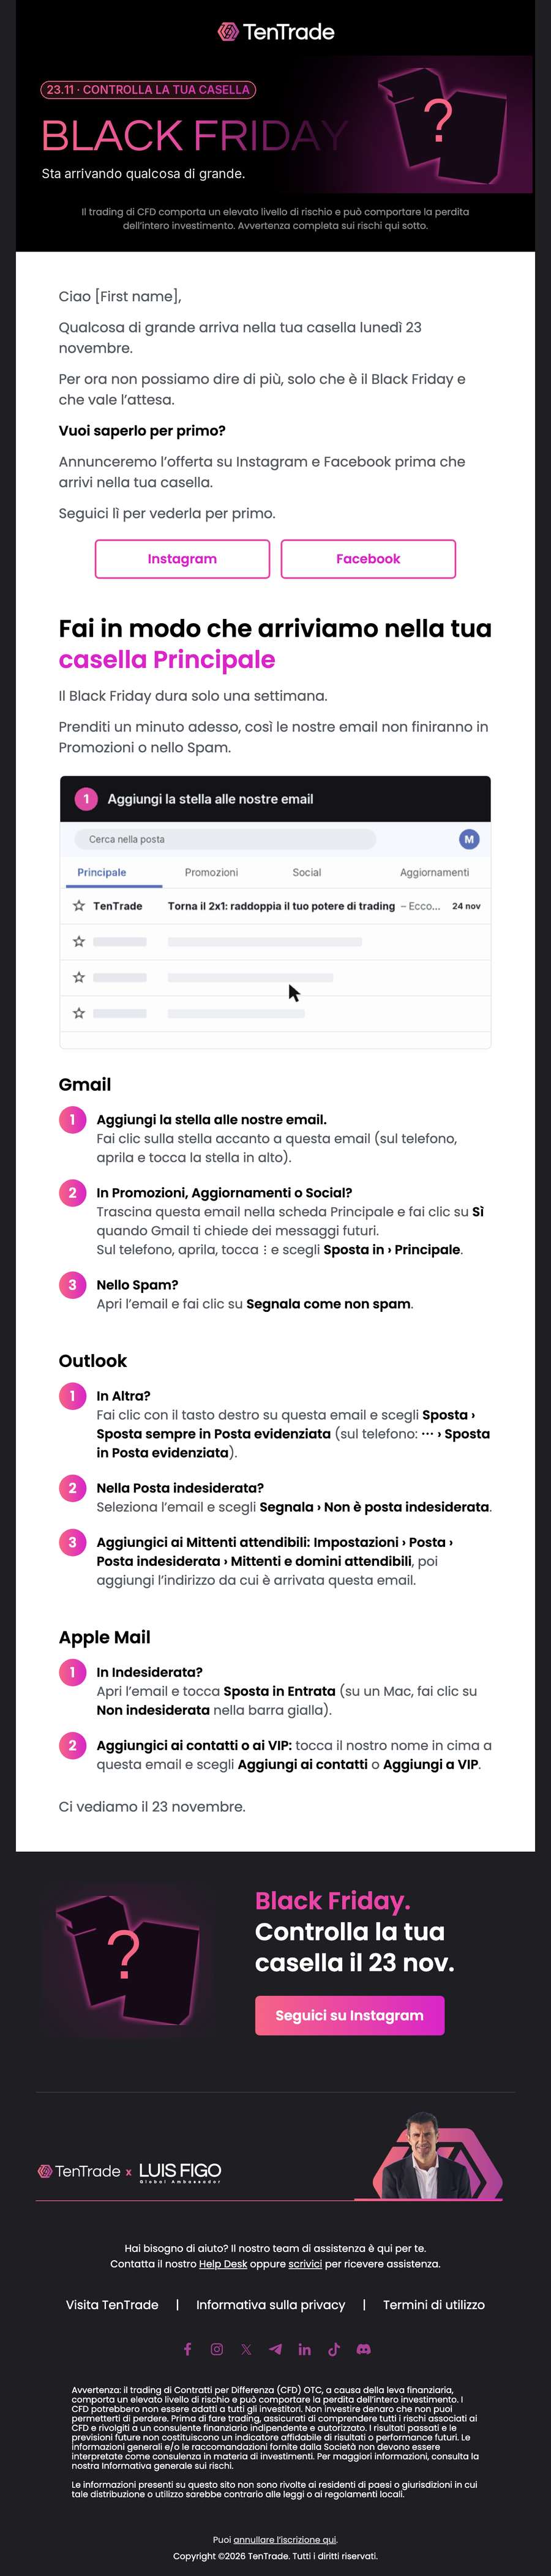 TenTrade
23.11 · CONTROLLA LA TUA CASELLA
BLACK FRIDAY
?
Sta arrivando qualcosa di grande.
Il trading di CFD comporta un elevato livello di rischio e può comportare la perdita
dell’intero investimento. Avvertenza completa sui rischi qui sotto.
Ciao [First name],
Qualcosa di grande arriva nella tua casella lunedì 23
novembre.
Per ora non possiamo dire di più, solo che è il Black Friday e
che vale l’attesa.
Vuoi saperlo per primo?
Annunceremo l’offerta su Instagram e Facebook prima che
arrivi nella tua casella.
Seguici lì per vederla per primo.
Instagram
Facebook
Fai in modo che arriviamo nella tua
casella Principale
Il Black Friday dura solo una settimana.
Prenditi un minuto adesso, così le nostre email non finiranno in
Promozioni o nello Spam.
1 Aggiungi la stella alle nostre email
Cerca nella posta
M
Principale Promozioni Social Aggiornamenti
TenTrade Torna il 2x1: raddoppia il tuo potere di trading – Ecco... 24 nov
Gmail
1 Aggiungi la stella alle nostre email.
Fai clic sulla stella accanto a questa email (sul telefono,
aprila e tocca la stella in alto).
2 In Promozioni, Aggiornamenti o Social?
Trascina questa email nella scheda Principale e fai clic su Sì
quando Gmail ti chiede dei messaggi futuri.
Sul telefono, aprila, tocca ⋮ e scegli Sposta in › Principale.
3 Nello Spam?
Apri l’email e fai clic su Segnala come non spam.
Outlook
1 In Altra?
Fai clic con il tasto destro su questa email e scegli Sposta ›
Sposta sempre in Posta evidenziata (sul telefono: ··· › Sposta
in Posta evidenziata).
2 Nella Posta indesiderata?
Seleziona l’email e scegli Segnala › Non è posta indesiderata.
3 Aggiungici ai Mittenti attendibili: Impostazioni › Posta ›
Posta indesiderata › Mittenti e domini attendibili, poi
aggiungi l’indirizzo da cui è arrivata questa email.
Apple Mail
1 In Indesiderata?
Apri l’email e tocca Sposta in Entrata (su un Mac, fai clic su
Non indesiderata nella barra gialla).
2 Aggiungici ai contatti o ai VIP: tocca il nostro nome in cima a
questa email e scegli Aggiungi ai contatti o Aggiungi a VIP.
Ci vediamo il 23 novembre.
?
Black Friday.
Controlla la tua
casella il 23 nov.
Seguici su Instagram
TenTrade x LUIS FIGO
Global Ambassador
Hai bisogno di aiuto? Il nostro team di assistenza è qui per te.
Contatta il nostro Help Desk oppure scrivici per ricevere assistenza.
Visita TenTrade | Informativa sulla privacy | Termini di utilizzo
Avvertenza: il trading di Contratti per Differenza (CFD) OTC, a causa della leva finanziaria,
comporta un elevato livello di rischio e può comportare la perdita dell’intero investimento. I
CFD potrebbero non essere adatti a tutti gli investitori. Non investire denaro che non puoi
permetterti di perdere. Prima di fare trading, assicurati di comprendere tutti i rischi associati ai
CFD e rivolgiti a un consulente finanziario indipendente e autorizzato. I risultati passati e le
previsioni future non costituiscono un indicatore affidabile di risultati o performance futuri. Le
informazioni generali e/o le raccomandazioni fornite dalla Società non devono essere
interpretate come consulenza in materia di investimenti. Per maggiori informazioni, consulta la
nostra Informativa generale sui rischi.
Le informazioni presenti su questo sito non sono rivolte ai residenti di paesi o giurisdizioni in cui
tale distribuzione o utilizzo sarebbe contrario alle leggi o ai regolamenti locali.
Puoi annullare l’iscrizione qui.
Copyright ©2026 TenTrade. Tutti i diritti riservati.